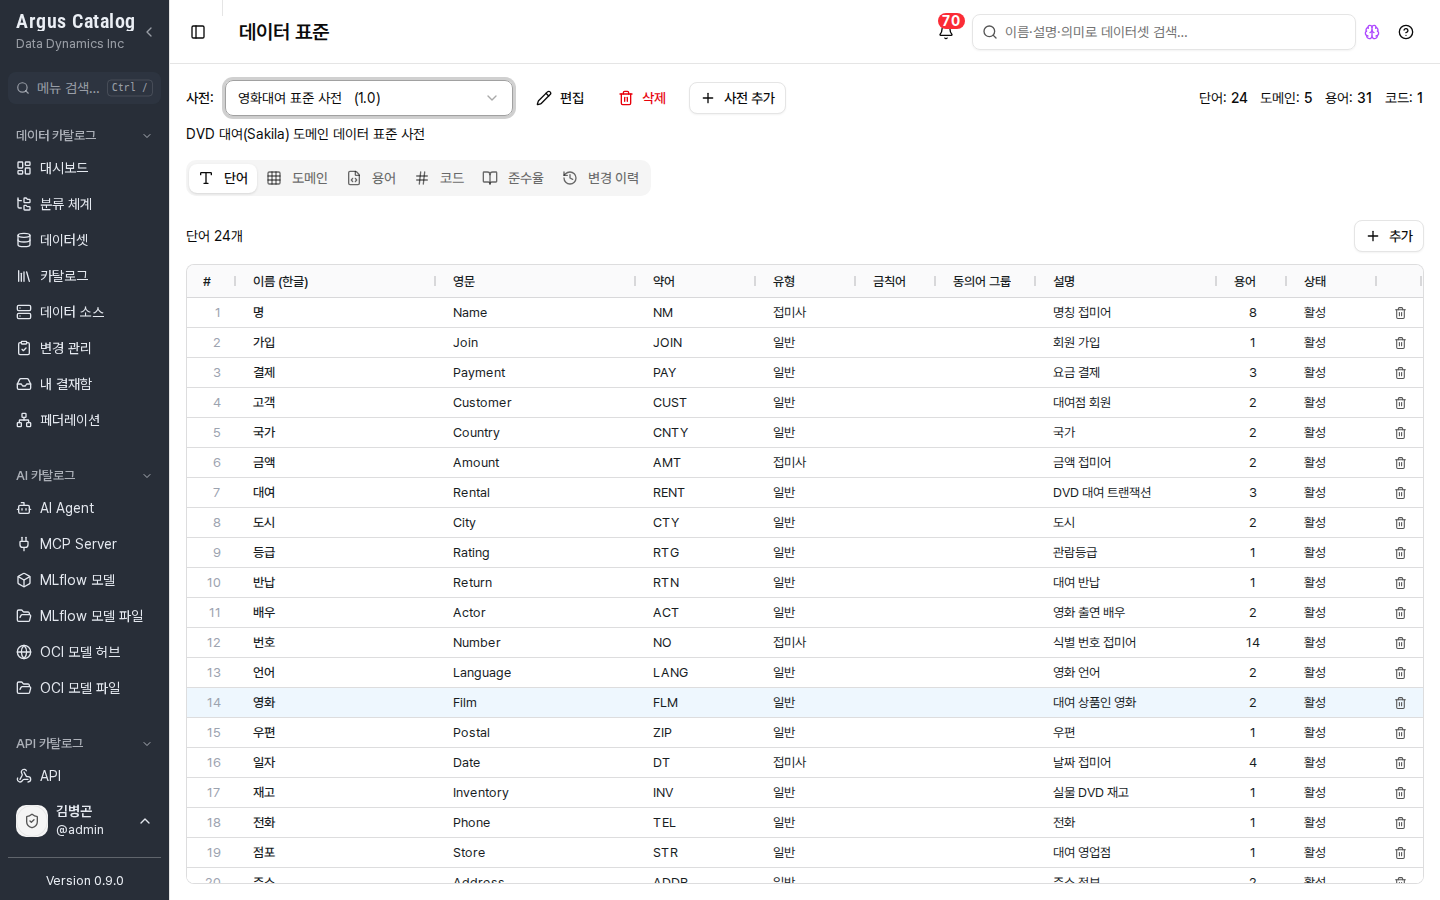 Argus Catalog
Data Dynamics Inc
메뉴 검색... Ctrl /
데이터 카탈로그
대시보드
분류 체계
데이터셋
카탈로그
데이터 소스
변경 관리
내 결재함
페더레이션
AI 카탈로그
AI Agent
MCP Server
MLflow 모델
MLflow 모델 파일
OCI 모델 허브
OCI 모델 파일
API 카탈로그
API
김병곤
@admin
Version 0.9.0
데이터 표준
70
이름·설명·의미로 데이터셋 검색...
사전: 영화대여 표준 사전 (1.0) 편집 삭제 사전 추가 단어: 24 도메인: 5 용어: 31 코드: 1
DVD 대여(Sakila) 도메인 데이터 표준 사전
단어 도메인 용어 코드 준수율 변경 이력
단어 24개 추가
# 이름 (한글) 영문 약어 유형 금칙어 동의어 그룹 설명 용어 상태
1 명 Name NM 접미사 명칭 접미어 8 활성
2 가입 Join JOIN 일반 회원 가입 1 활성
3 결제 Payment PAY 일반 요금 결제 3 활성
4 고객 Customer CUST 일반 대여점 회원 2 활성
5 국가 Country CNTY 일반 국가 2 활성
6 금액 Amount AMT 접미사 금액 접미어 2 활성
7 대여 Rental RENT 일반 DVD 대여 트랜잭션 3 활성
8 도시 City CTY 일반 도시 2 활성
9 등급 Rating RTG 일반 관람등급 1 활성
10 반납 Return RTN 일반 대여 반납 1 활성
11 배우 Actor ACT 일반 영화 출연 배우 2 활성
12 번호 Number NO 접미사 식별 번호 접미어 14 활성
13 언어 Language LANG 일반 영화 언어 2 활성
14 영화 Film FLM 일반 대여 상품인 영화 2 활성
15 우편 Postal ZIP 일반 우편 1 활성
16 일자 Date DT 접미사 날짜 접미어 4 활성
17 재고 Inventory INV 일반 실물 DVD 재고 1 활성
18 전화 Phone TEL 일반 전화 1 활성
19 점포 Store STR 일반 대여 영업점 1 활성
20 주소 Address ADDR 일반 주소 정보 2 활성